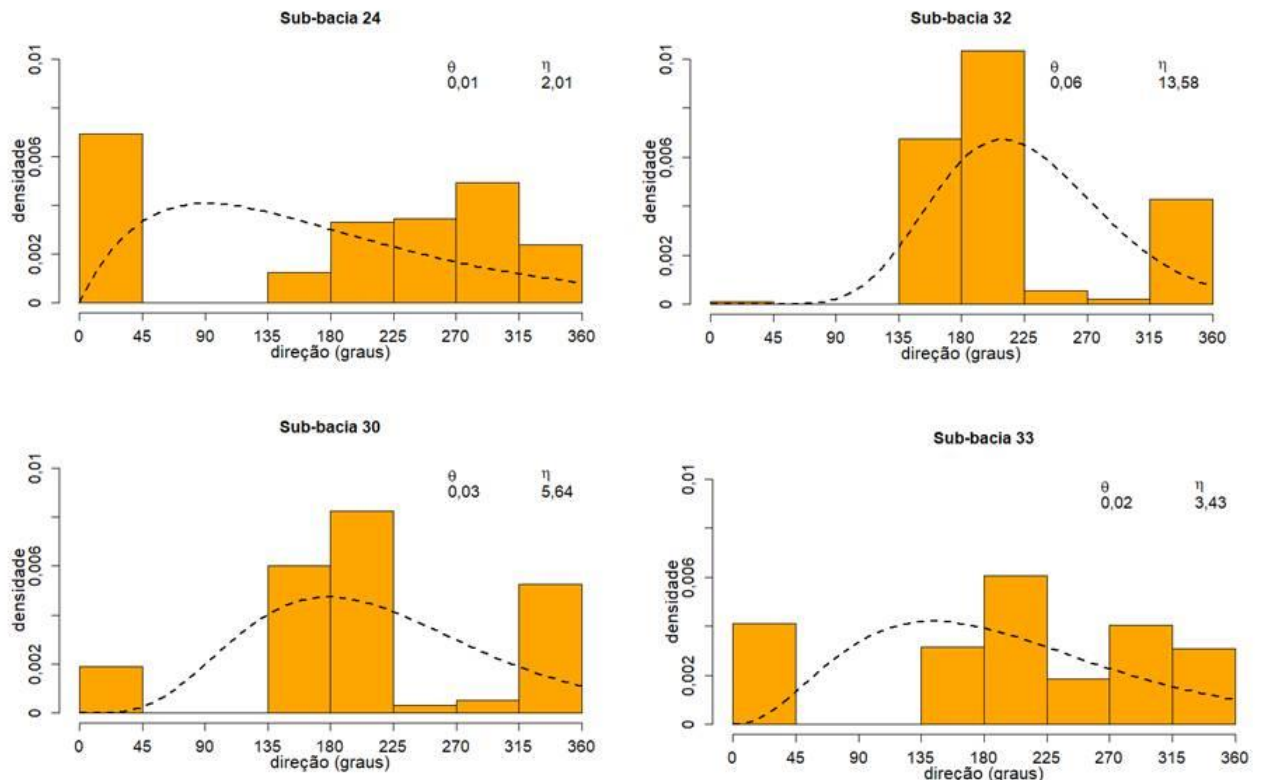 Sub-bacia 24
θ η
0,01 2,01
densidade
0,01
0,006
0,002
0
0 45 90 135 180 225 270 315 360
direção (graus)
Sub-bacia 32
θ η
0,06 13,58
densidade
0,01
0,006
0,002
0
0 45 90 135 180 225 270 315 360
direção (graus)
Sub-bacia 30
θ η
0,03 5,64
densidade
0,01
0,006
0,002
0
0 45 90 135 180 225 270 315 360
direção (graus)
Sub-bacia 33
θ η
0,02 3,43
densidade
0,01
0,006
0,002
0
0 45 90 135 180 225 270 315 360
direção (graus)